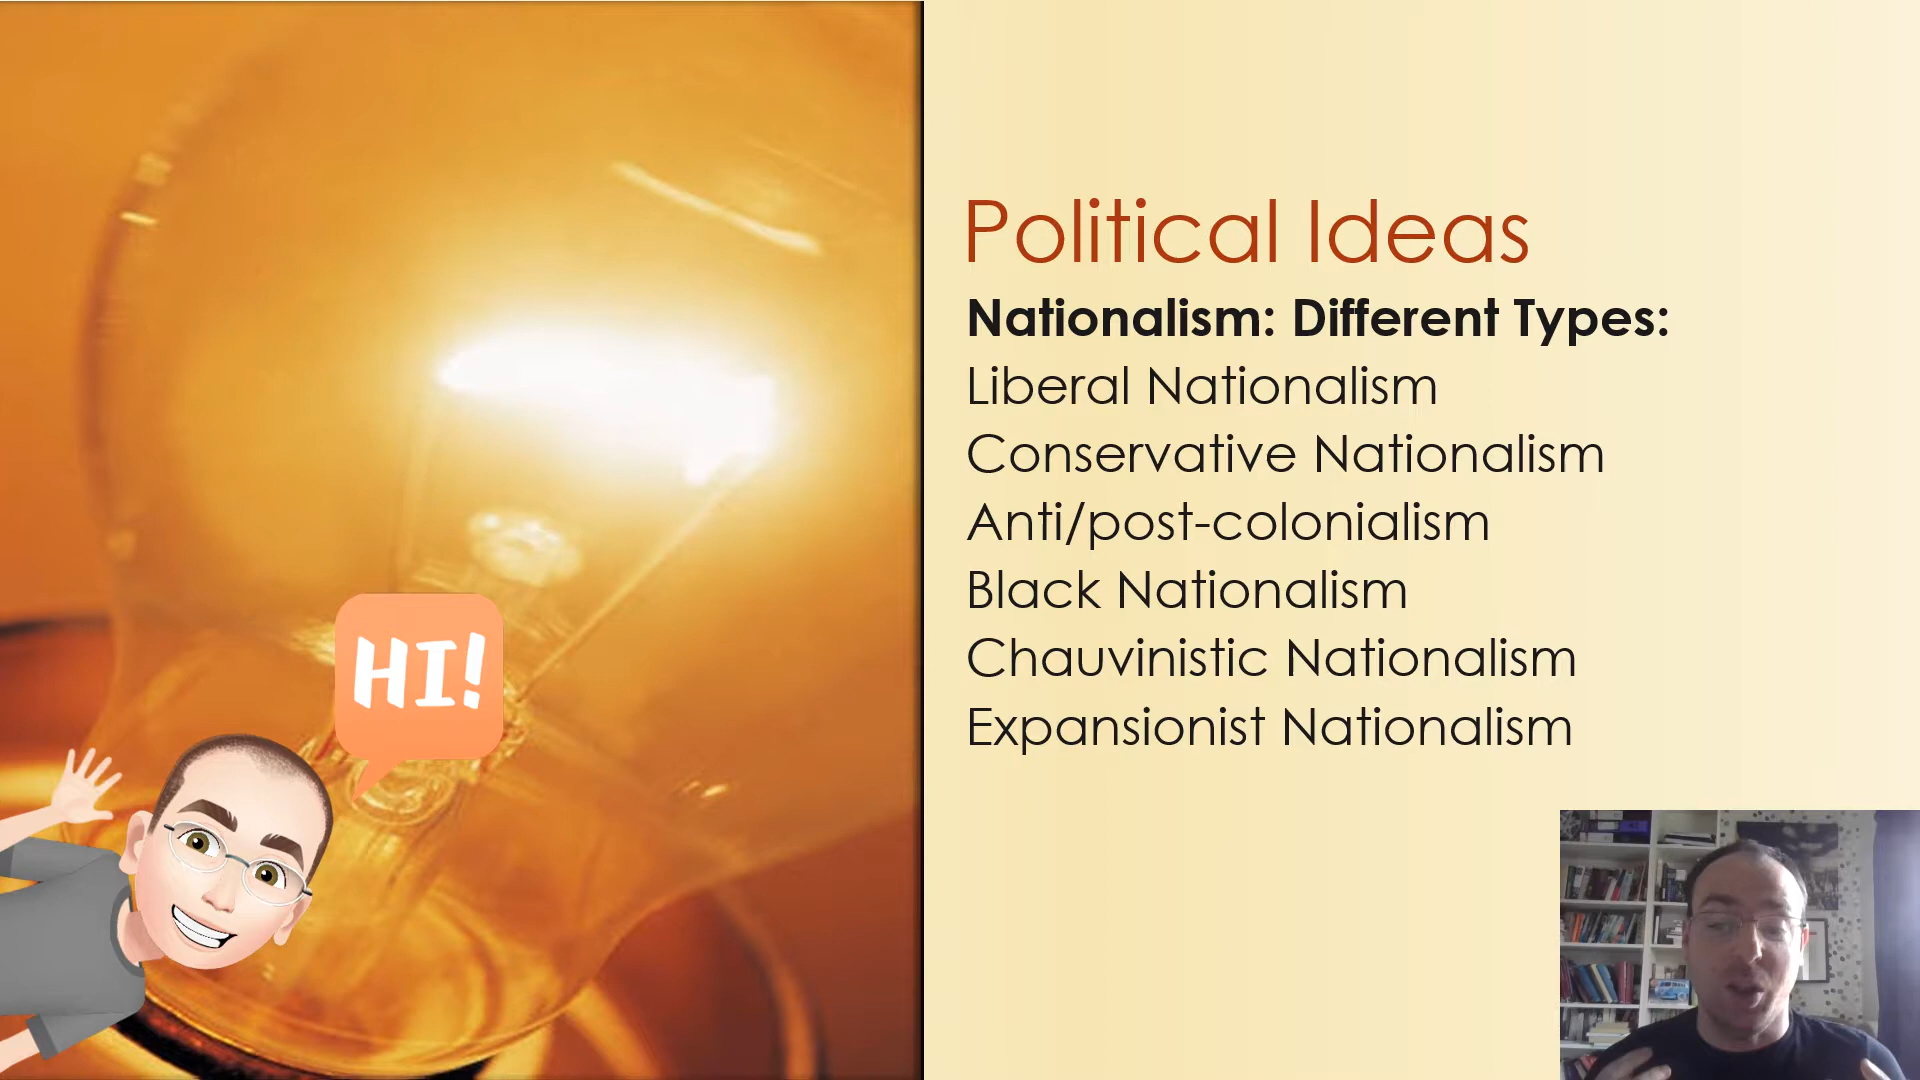 Political Ideas
Nationalism: Different Types:
Liberal Nationalism
Conservative Nationalism
Anti/post-colonialism
Black Nationalism
Chauvinistic Nationalism
Expansionist Nationalism
HI!